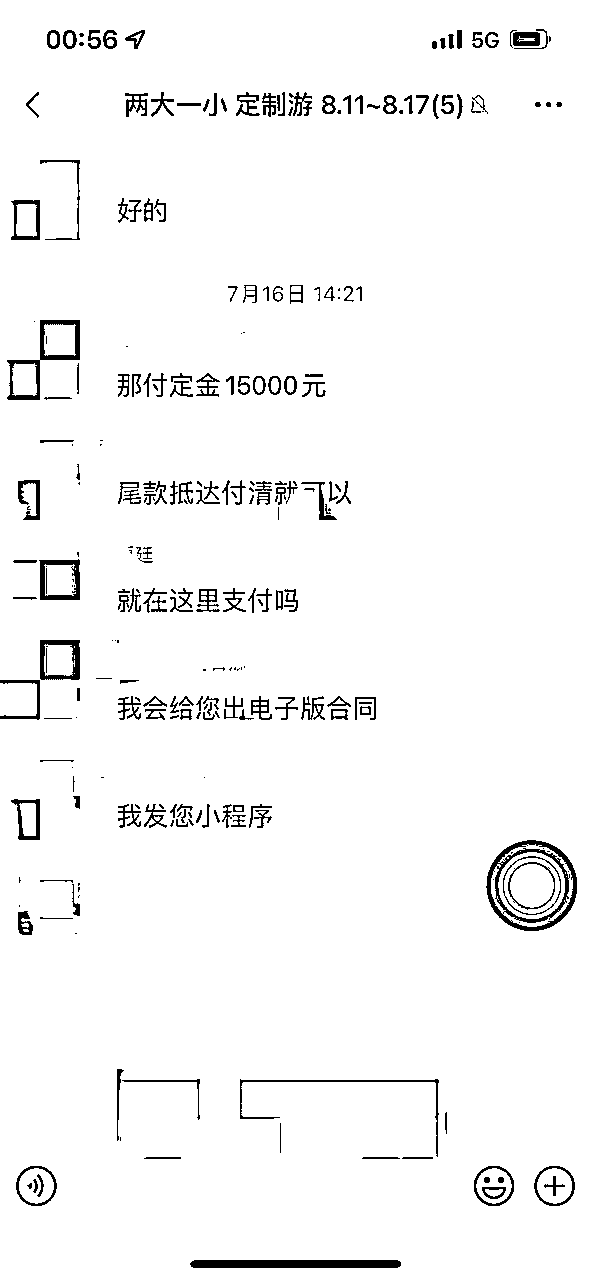 00:56
5G
两大一小 定制游 8.11~8.17(5)
好的
7月16日 14:21
那付定金15000元
尾款抵达付清就可以
廷
就在这里支付吗
我会给您出电子版合同
我发您小程序